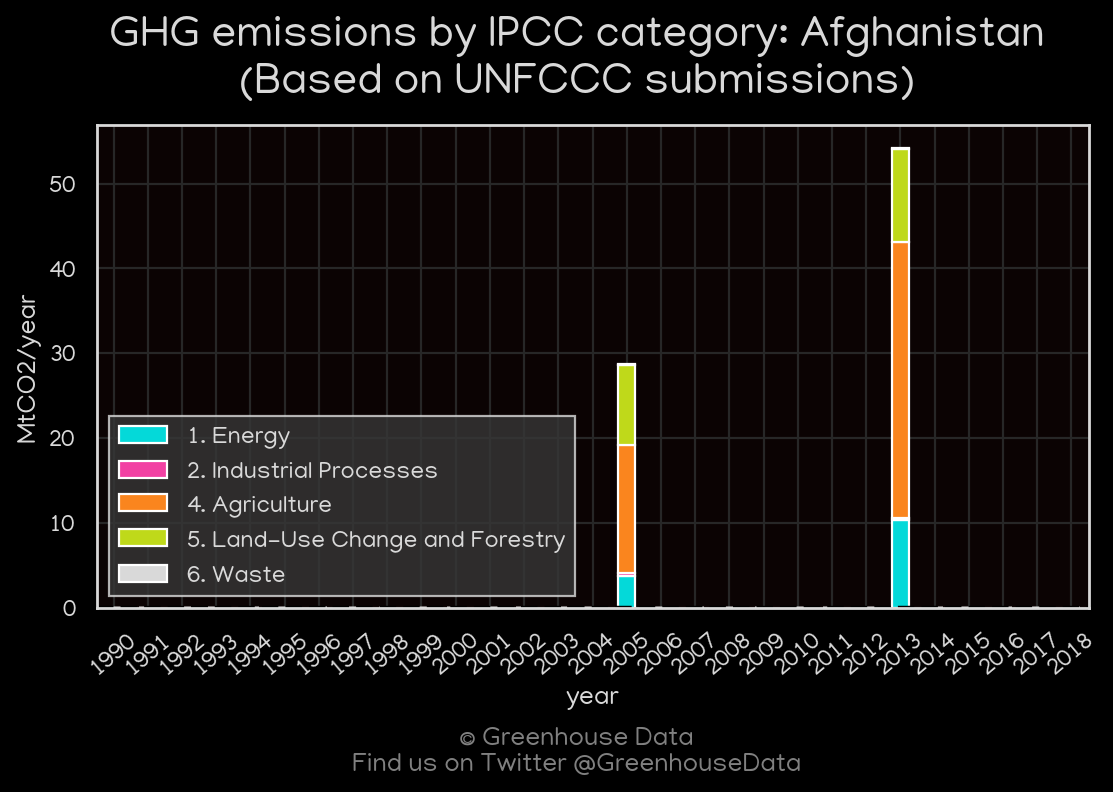 GHG emissions by IPCC category: Afghanistan
(Based on UNFCCC submissions)
MtCO2/year
50
40
30
20
10
0
1. Energy
2. Industrial Processes
4. Agriculture
5. Land-Use Change and Forestry
6. Waste
1990 1991 1992 1993 1994 1995 1996 1997 1998 1999 2000 2001 2002 2003 2004 2005 2006 2007 2008 2009 2010 2011 2012 2013 2014 2015 2016 2017 2018
year
© Greenhouse Data
Find us on Twitter @GreenhouseData